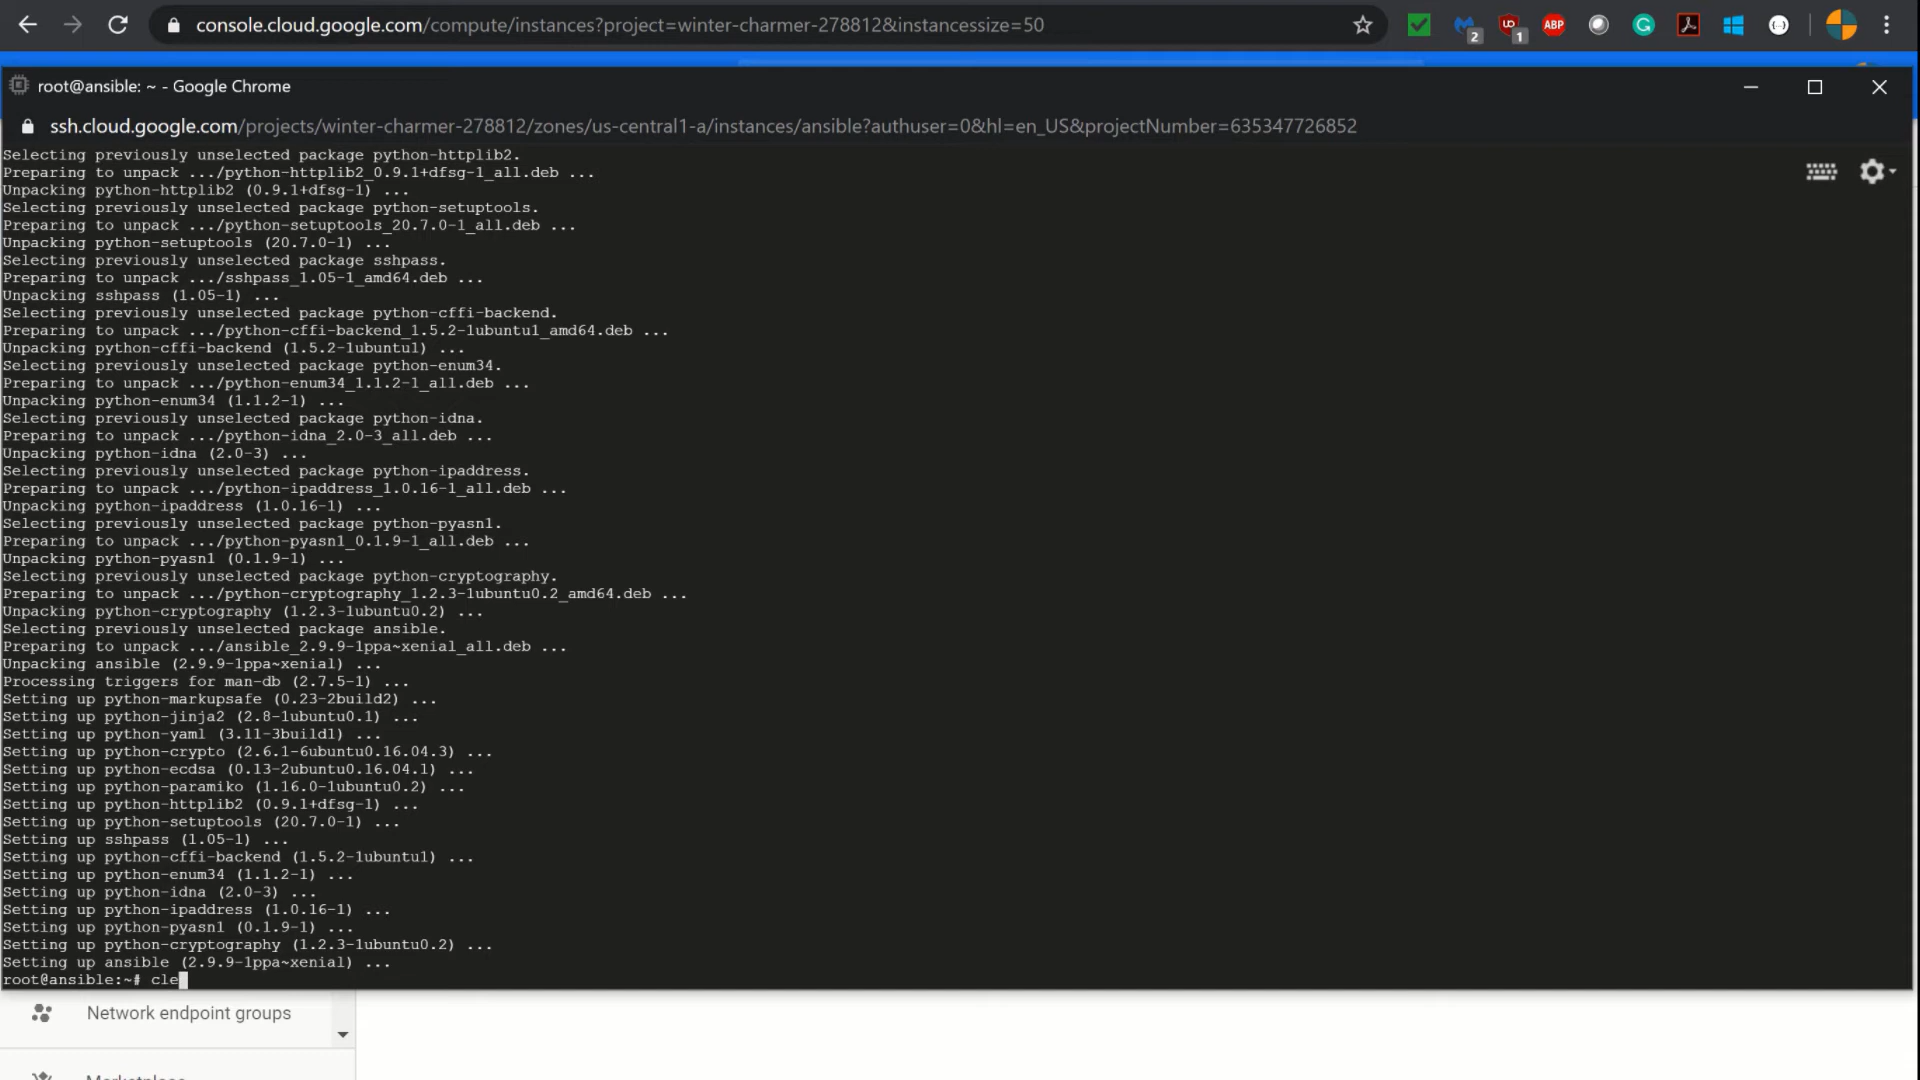 console.cloud.google.com/compute/instances?project=winter-charmer-278812&instancessize=50
2
UD
1
ABP
root@ansible: ~ - Google Chrome
ssh.cloud.google.com/projects/winter-charmer-278812/zones/us-central1-a/instances/ansible?authuser=0&hl=en_US&projectNumber=635347726852
Selecting previously unselected package python-httplib2.
Preparing to unpack .../python-httplib2_0.9.1+dfsg-1_all.deb ...
Unpacking python-httplib2 (0.9.1+dfsg-1) ...
Selecting previously unselected package python-setuptools.
Preparing to unpack .../python-setuptools_20.7.0-1_all.deb ...
Unpacking python-setuptools (20.7.0-1) ...
Selecting previously unselected package sshpass.
Preparing to unpack .../sshpass_1.05-1_amd64.deb ...
Unpacking sshpass (1.05-1) ...
Selecting previously unselected package python-cffi-backend.
Preparing to unpack .../python-cffi-backend_1.5.2-1ubuntu1_amd64.deb ...
Unpacking python-cffi-backend (1.5.2-1ubuntu1) ...
Selecting previously unselected package python-enum34.
Preparing to unpack .../python-enum34_1.1.2-1_all.deb ...
Unpacking python-enum34 (1.1.2-1) ...
Selecting previously unselected package python-idna.
Preparing to unpack .../python-idna_2.0-3_all.deb ...
Unpacking python-idna (2.0-3) ...
Selecting previously unselected package python-ipaddress.
Preparing to unpack .../python-ipaddress_1.0.16-1_all.deb ...
Unpacking python-ipaddress (1.0.16-1) ...
Selecting previously unselected package python-pyasn1.
Preparing to unpack .../python-pyasn1_0.1.9-1_all.deb ...
Unpacking python-pyasn1 (0.1.9-1) ...
Selecting previously unselected package python-cryptography.
Preparing to unpack .../python-cryptography_1.2.3-1ubuntu0.2_amd64.deb ...
Unpacking python-cryptography (1.2.3-1ubuntu0.2) ...
Selecting previously unselected package ansible.
Preparing to unpack .../ansible_2.9.9-1ppa~xenial_all.deb ...
Unpacking ansible (2.9.9-1ppa~xenial) ...
Processing triggers for man-db (2.7.5-1) ...
Setting up python-markupsafe (0.23-2build2) ...
Setting up python-jinja2 (2.8-1ubuntu0.1) ...
Setting up python-yaml (3.11-3build1) ...
Setting up python-crypto (2.6.1-6ubuntu0.16.04.3) ...
Setting up python-ecdsa (0.13-2ubuntu0.16.04.1) ...
Setting up python-paramiko (1.16.0-1ubuntu0.2) ...
Setting up python-httplib2 (0.9.1+dfsg-1) ...
Setting up python-setuptools (20.7.0-1) ...
Setting up sshpass (1.05-1) ...
Setting up python-cffi-backend (1.5.2-1ubuntu1) ...
Setting up python-enum34 (1.1.2-1) ...
Setting up python-idna (2.0-3) ...
Setting up python-ipaddress (1.0.16-1) ...
Setting up python-pyasn1 (0.1.9-1) ...
Setting up python-cryptography (1.2.3-1ubuntu0.2) ...
Setting up ansible (2.9.9-1ppa~xenial) ...
root@ansible:~# cle
Network endpoint groups